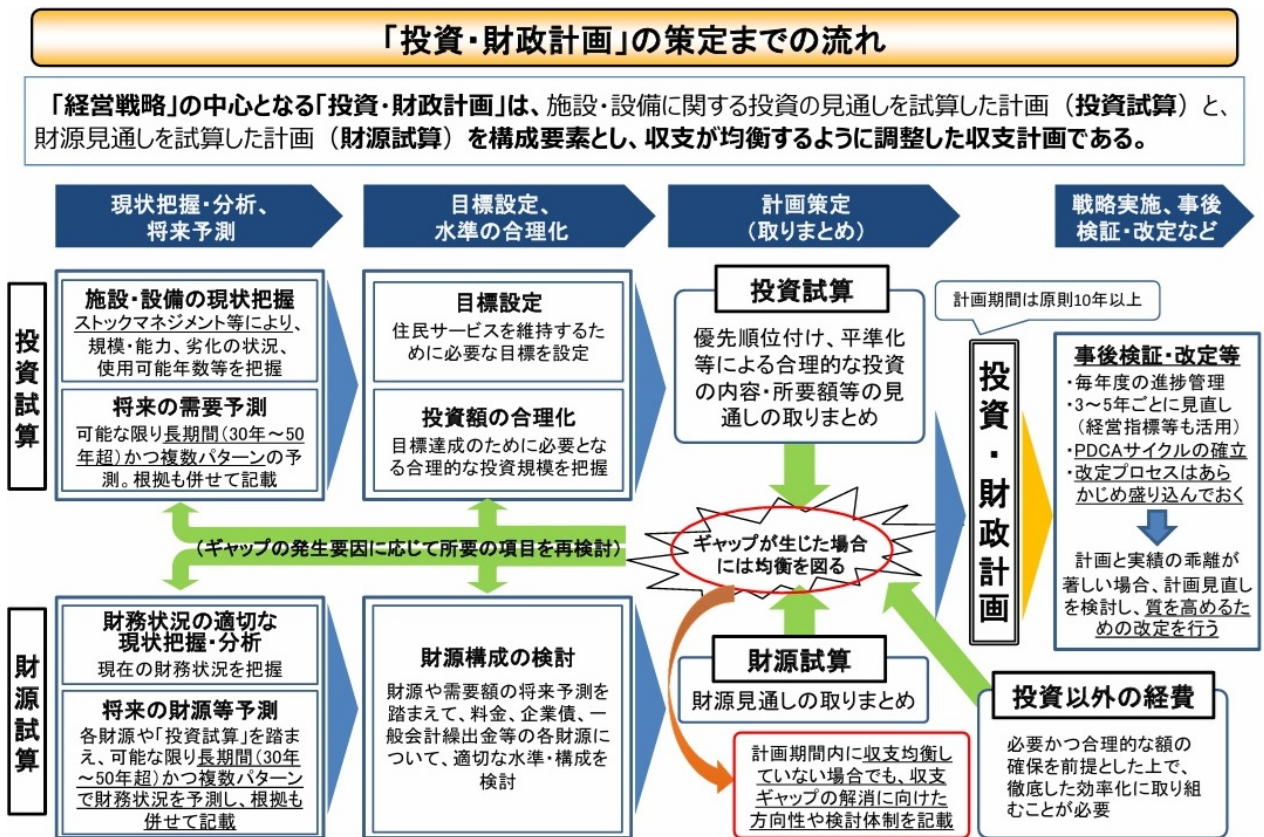 「投資・財政計画」の策定までの流れ
「経営戦略」の中心となる「投資・財政計画」は、施設・設備に関する投資の見通しを試算した計画（投資試算）と、
財源見通しを試算した計画（財源試算）を構成要素とし、収支が均衡するように調整した収支計画である。
現状把握・分析、
将来予測
目標設定、
水準の合理化
計画策定
（取りまとめ）
戦略実施、事後
検証・改定など
投資試算
施設・設備の現状把握
ストックマネジメント等により、
規模・能力、劣化の状況、
使用可能年数等を把握
将来の需要予測
可能な限り長期間（30年～50
年超）かつ複数パターンの予
測。根拠も併せて記載
目標設定
住民サービスを維持するた
めに必要な目標を設定
投資額の合理化
目標達成のために必要とな
る合理的な投資規模を把握
投資試算
優先順位付け、平準化
等による合理的な投資
の内容・所要額等の見
通しの取りまとめ
計画期間は原則10年以上
投資・財政計画
事後検証・改定等
・毎年度の進捗管理
・3～5年ごとに見直し
（経営指標等も活用）
・PDCAサイクルの確立
・改定プロセスはあら
かじめ盛り込んでおく
計画と実績の乖離が
著しい場合、計画見直し
を検討し、質を高めるた
めの改定を行う
（ギャップの発生要因に応じて所要の項目を再検討）
ギャップが生じた場合
には均衡を図る
財源試算
財務状況の適切な
現状把握・分析
現在の財務状況を把握
将来の財源等予測
各財源や「投資試算」を踏ま
え、可能な限り長期間（30年
～50年超）かつ複数パターン
で財務状況を予測し、根拠も
併せて記載
財源構成の検討
財源や需要額の将来予測を
踏まえて、料金、企業債、一
般会計繰出金等の各財源に
ついて、適切な水準・構成を
検討
財源試算
財源見通しの取りまとめ
計画期間内に収支均衡し
ていない場合でも、収支
ギャップの解消に向けた
方向性や検討体制を記載
投資以外の経費
必要かつ合理的な額の
確保を前提とした上で、
徹底した効率化に取り組
むことが必要